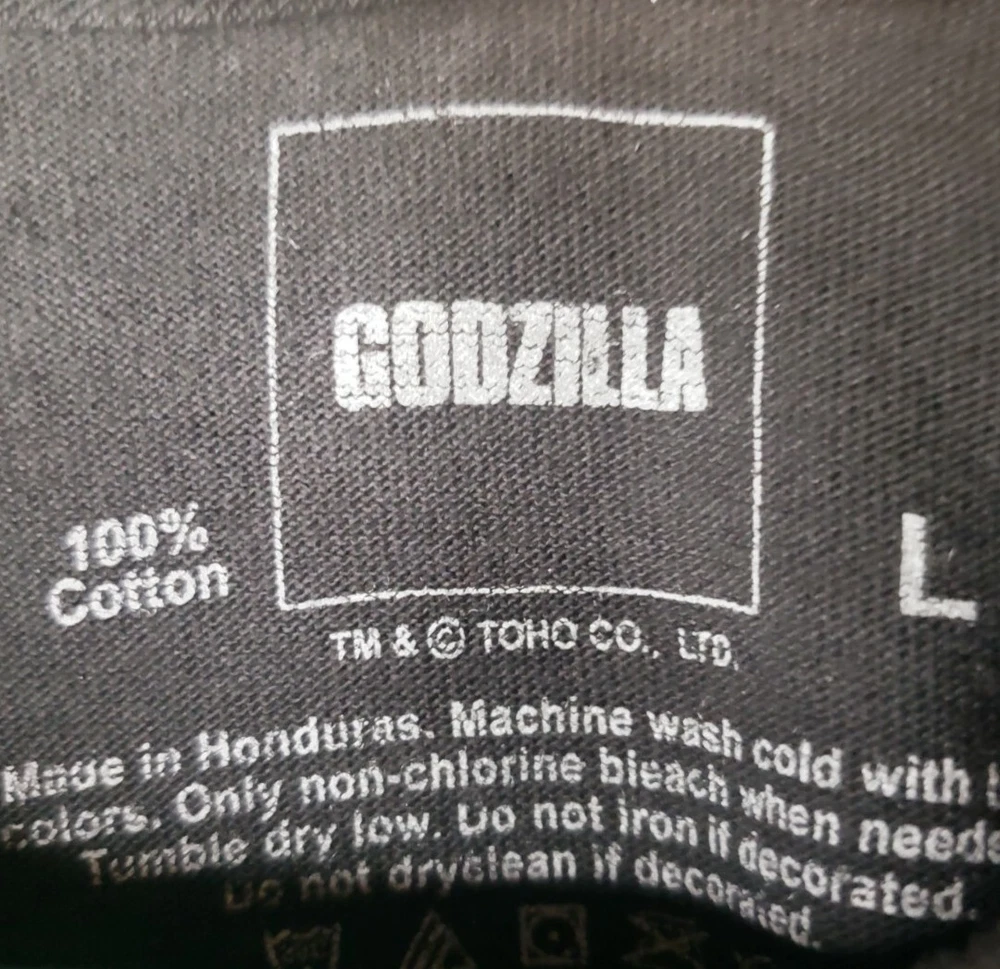 GODZILLA
100%
Cotton
L
TM & © TOHO CO., LTD.
Made in Honduras. Machine wash cold with
colors. Only non-chlorine bleach when
Tumble dry low. Do not iron if decorated.
Do not dryclean if decorated.